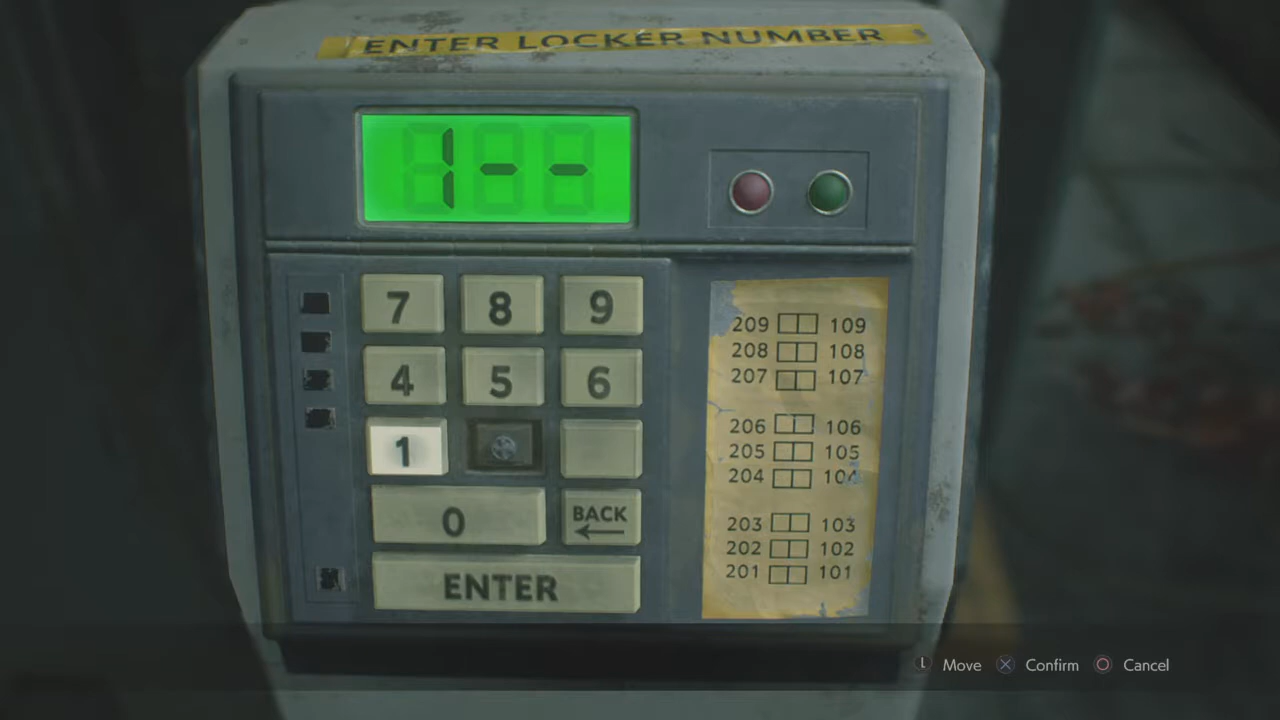 ENTER LOCKER NUMBER
1--
7 8 9
4 5 6
1
0 BACK
ENTER
209 109
208 108
207 107
206 106
205 105
204 104
203 103
202 102
201 101
L Move Confirm Cancel